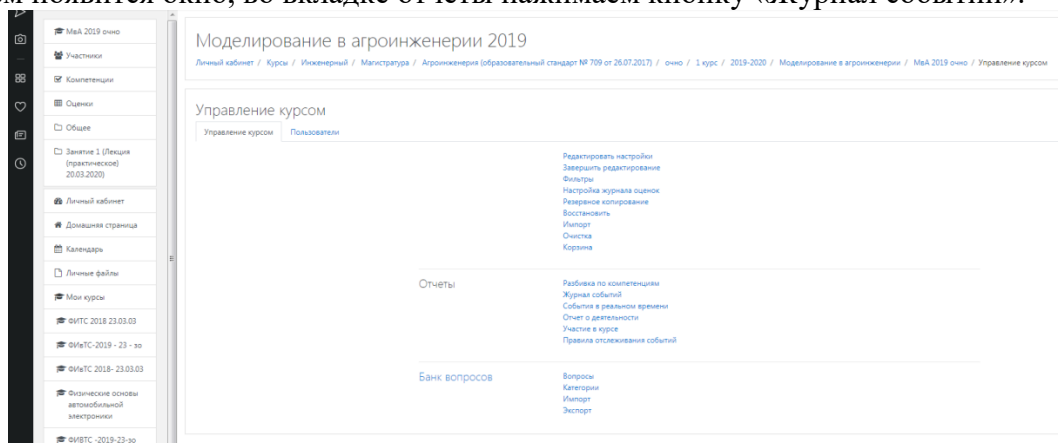 появится окно, во вкладке отчеты нажимаем кнопку «Журнал событий».
МвА 2019 очно
Участники
Компетенции
Оценки
Общее
Занятие 1 (Лекция
(практическое)
20.03.2020)
Личный кабинет
Домашняя страница
Календарь
Личные файлы
Мои курсы
ФИТС 2018 23.03.03
ФИвТС-2019 - 23 - зо
ФИвТС 2018- 23.03.03
Физические основы
автомобильной
электроники
ФИВТС -2019-23-зо
Моделирование в агроинженерии 2019
Личный кабинет / Курсы / Инженерный / Магистратура / Агроинженерия (образовательный стандарт № 709 от 26.07.2017) / очно / 1 курс / 2019-2020 / Моделирование в агроинженерии / МвА 2019 очно / Управление курсом
Управление курсом
Управление курсом Пользователи
Редактировать настройки
Завершить редактирование
Фильтры
Настройка журнала оценок
Резервное копирование
Восстановить
Импорт
Очистка
Корзина
Отчеты
Разбивка по компетенциям
Журнал событий
События в реальном времени
Отчет о деятельности
Участие в курсе
Правила отслеживания событий
Банк вопросов
Вопросы
Категории
Импорт
Экспорт